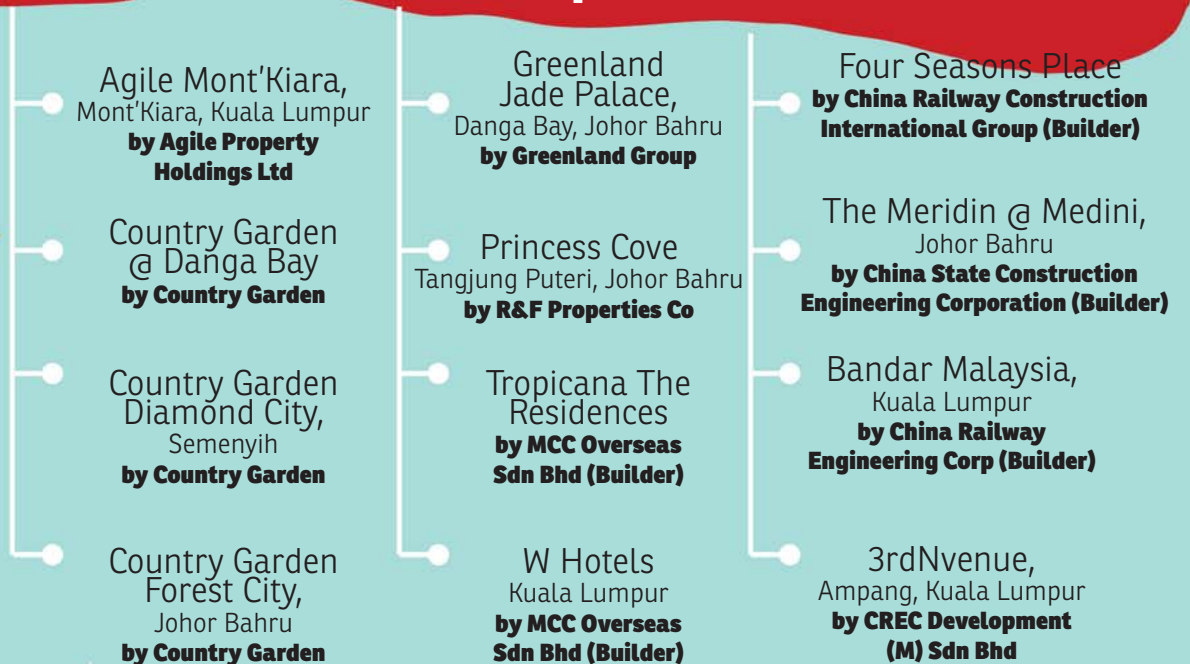 Agile Mont'Kiara,
Mont'Kiara, Kuala Lumpur
by Agile Property
Holdings Ltd
Country Garden
@ Danga Bay
by Country Garden
Country Garden
Diamond City,
Semenyih
by Country Garden
Country Garden
Forest City,
Johor Bahru
by Country Garden
Greenland
Jade Palace,
Danga Bay, Johor Bahru
by Greenland Group
Princess Cove
Tangjung Puteri, Johor Bahru
by R&F Properties Co
Tropicana The
Residences
by MCC Overseas
Sdn Bhd (Builder)
W Hotels
Kuala Lumpur
by MCC Overseas
Sdn Bhd (Builder)
Four Seasons Place
by China Railway Construction
International Group (Builder)
The Meridin @ Medini,
Johor Bahru
by China State Construction
Engineering Corporation (Builder)
Bandar Malaysia,
Kuala Lumpur
by China Railway
Engineering Corp (Builder)
3rdNvenue,
Ampang, Kuala Lumpur
by CREC Development
(M) Sdn Bhd